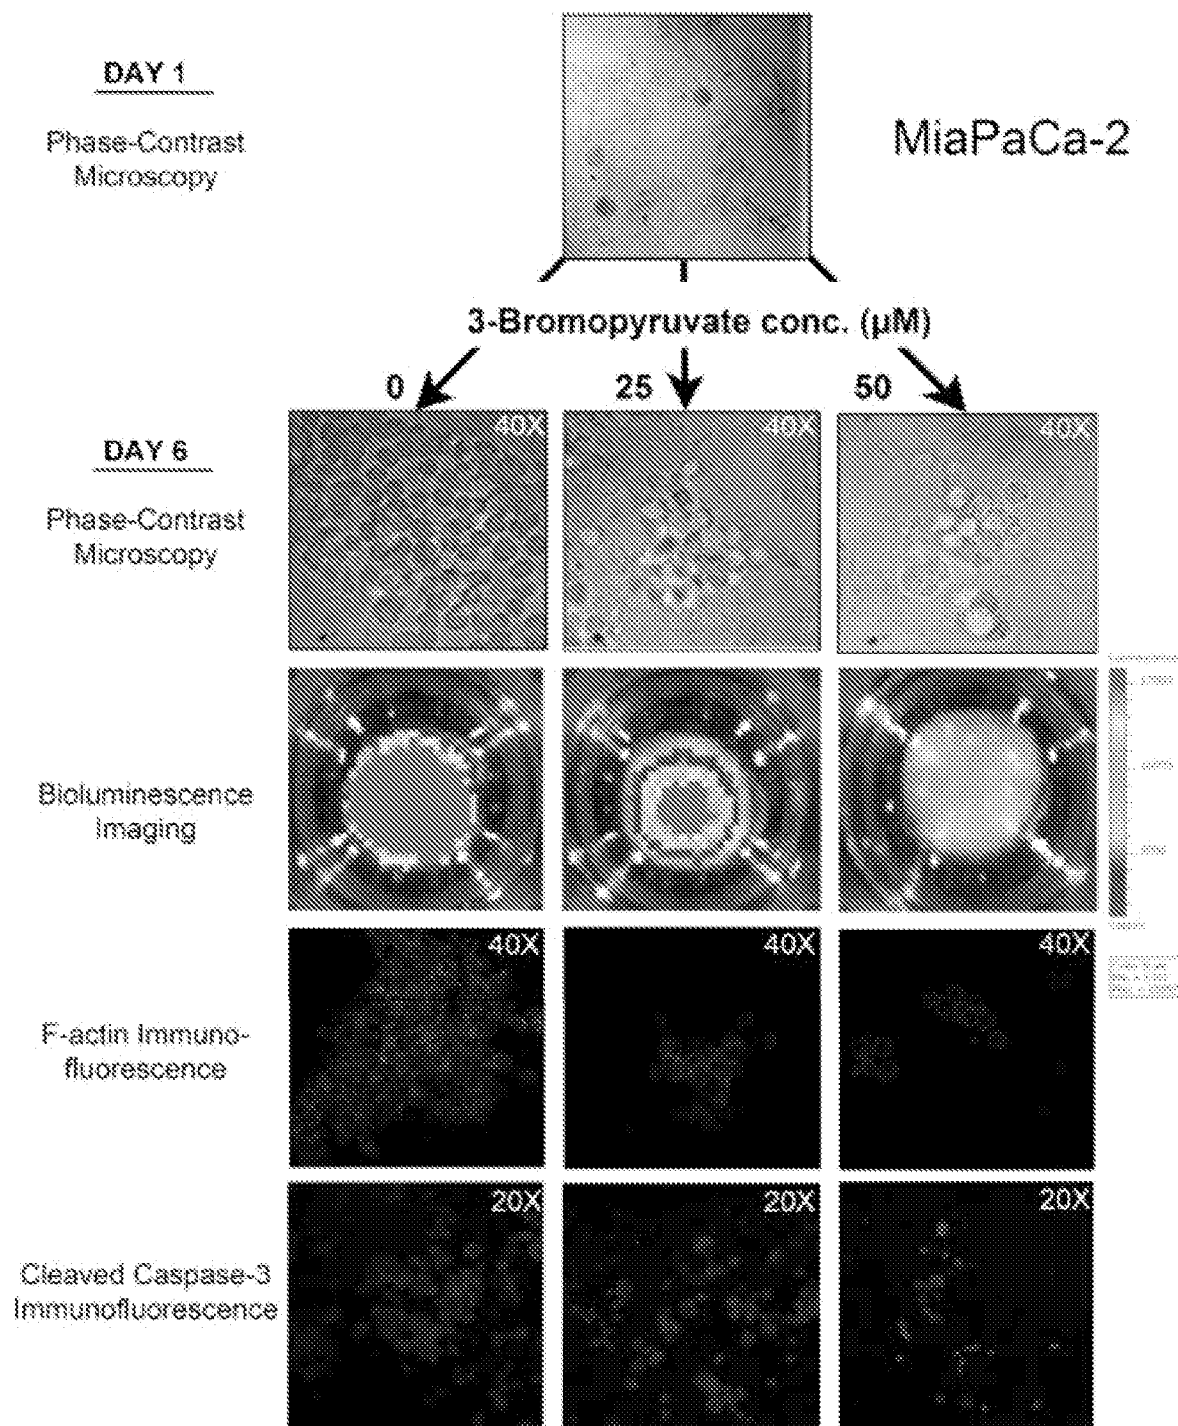 DAY 1
Phase-Contrast
Microscopy
MiaPaCa-2
3-Bromopyruvate conc. (µM)
0
25
50
DAY 6
Phase-Contrast
Microscopy
40X
40X
40X
Bioluminescence
Imaging
F-actin Immuno-
fluorescence
40X
40X
40X
Cleaved Caspase-3
Immunofluorescence
20X
20X
20X